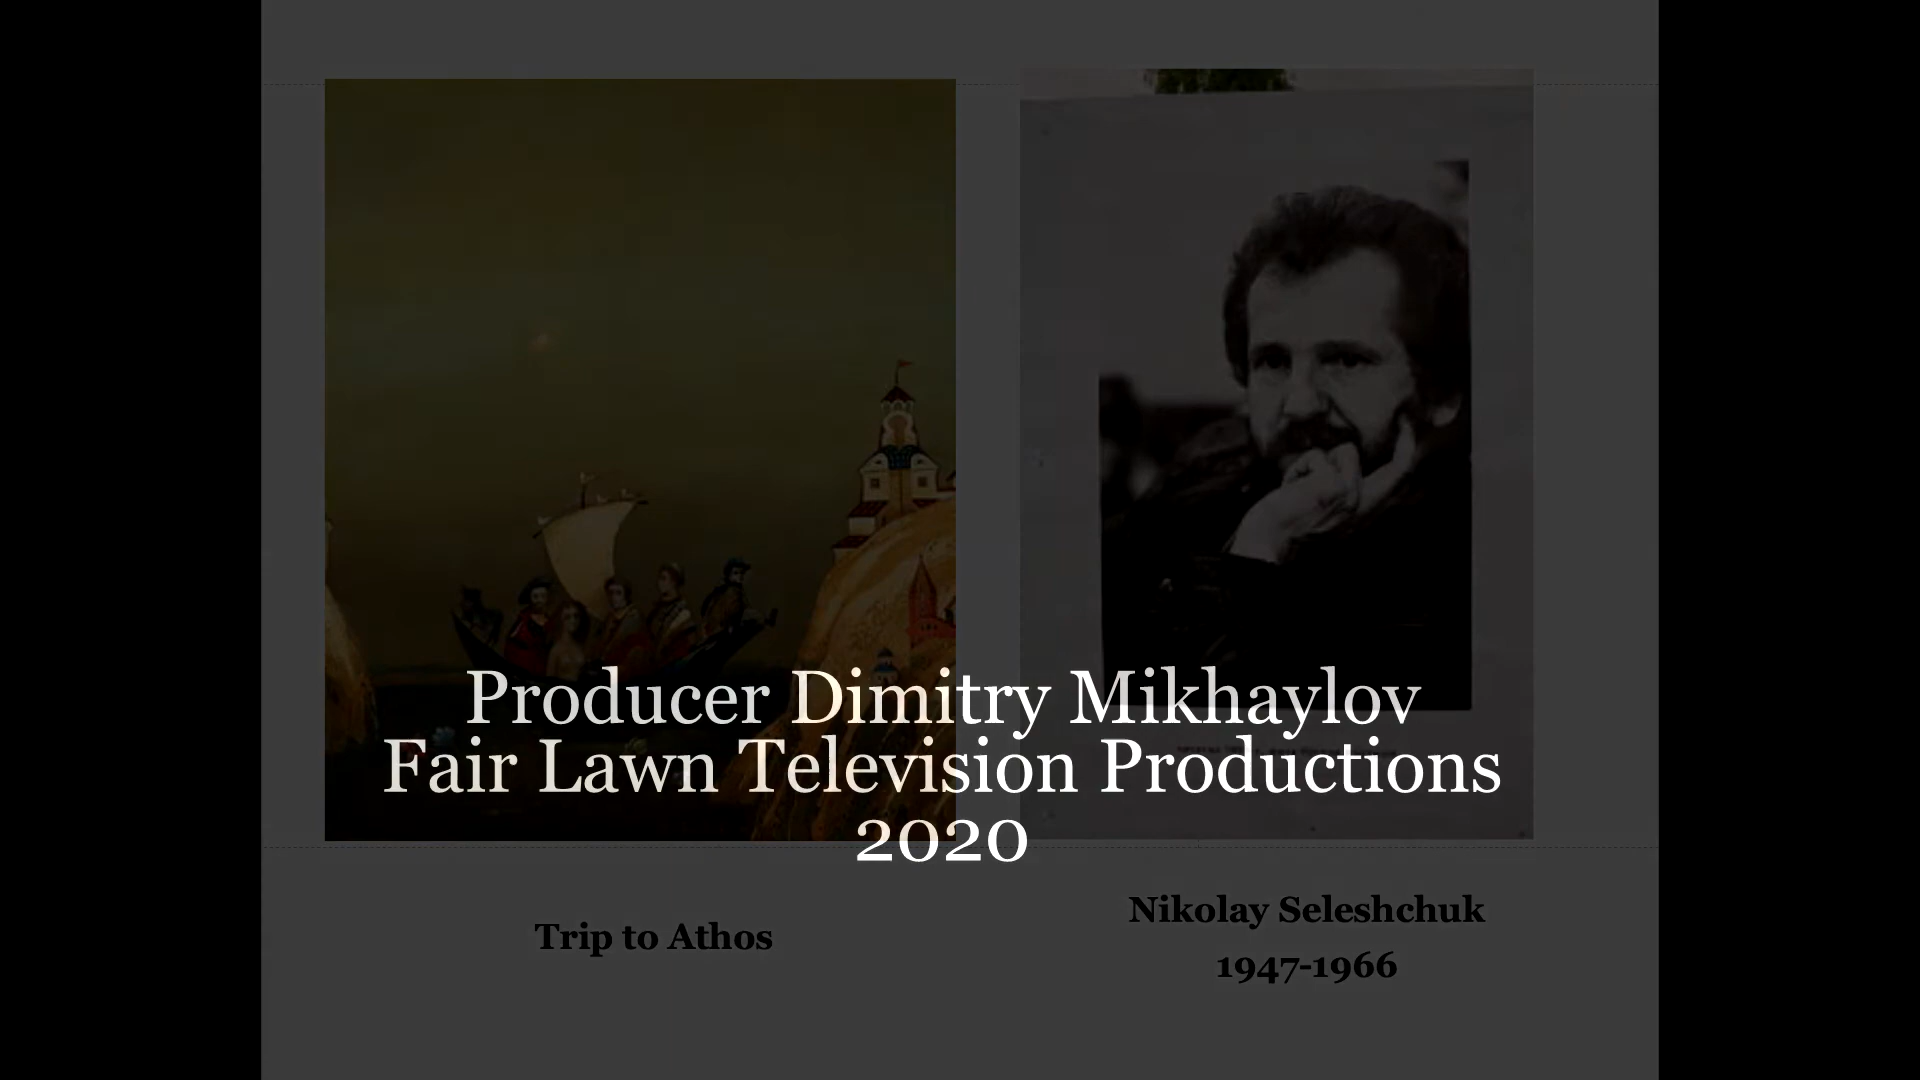 Producer Dimitry Mikhaylov
Fair Lawn Television Productions
2020
Trip to Athos
Nikolay Seleshchuk
1947-1966